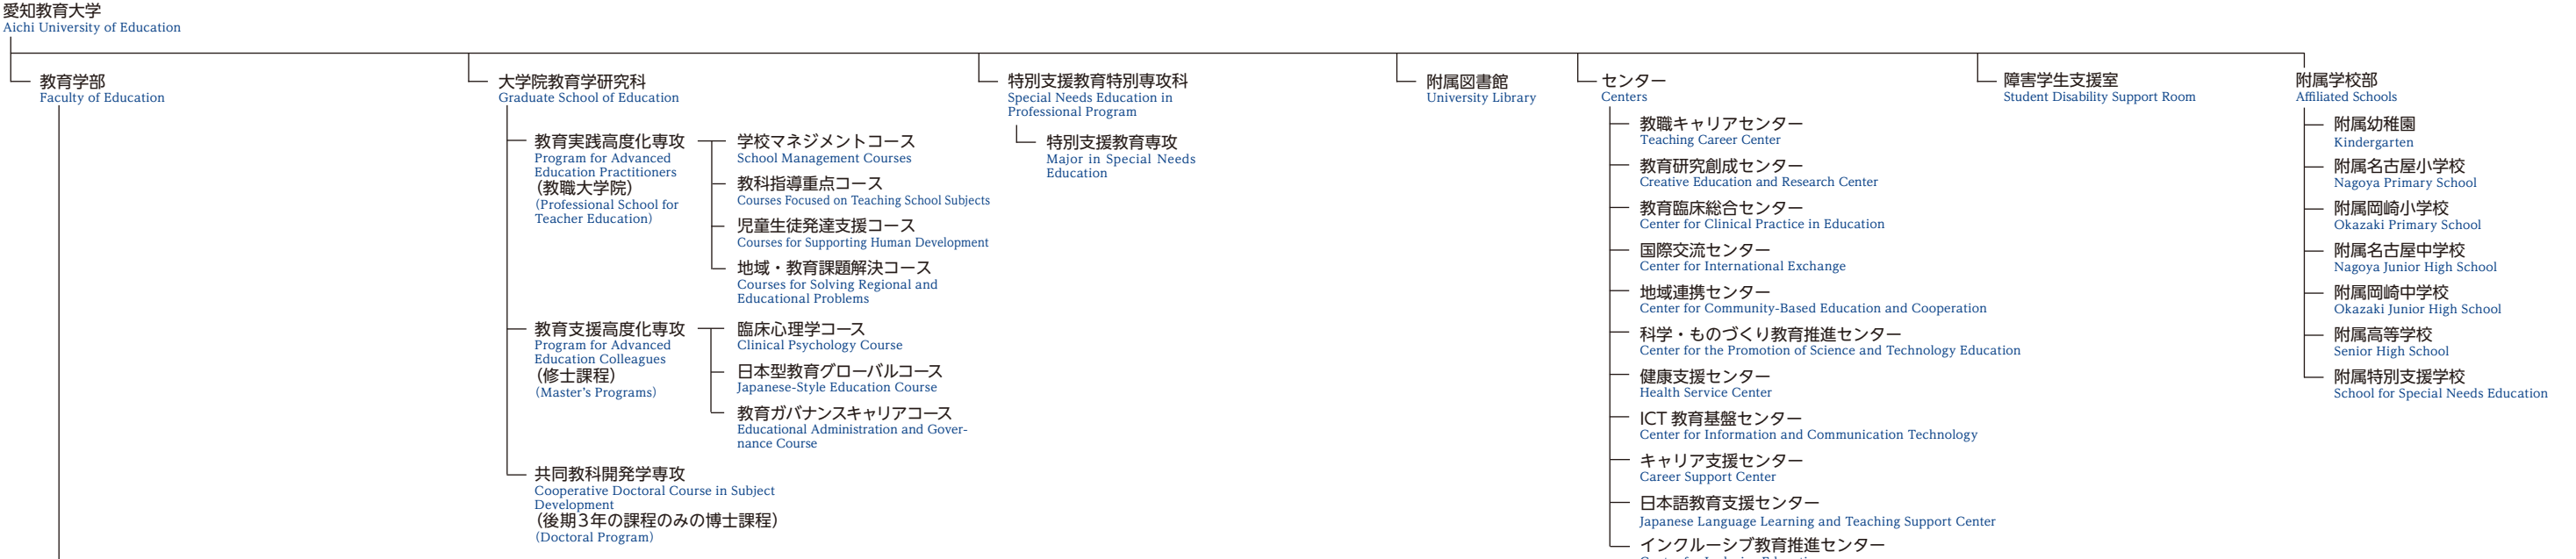 愛知教育大学
Aichi University of Education
教育学部
Faculty of Education
大学院教育学研究科
Graduate School of Education
教育実践高度化専攻
Program for Advanced
Education Practitioners
（教職大学院）
（Professional School for
Teacher Education）
学校マネジメントコース
School Management Courses
教科指導重点コース
Courses Focused on Teaching School Subjects
児童生徒発達支援コース
Courses for Supporting Human Development
地域・教育課題解決コース
Courses for Solving Regional and
Educational Problems
教育支援高度化専攻
Program for Advanced
Education Colleagues
（修士課程）
（Master's Programs）
臨床心理学コース
Clinical Psychology Course
日本型教育グローバルコース
Japanese-Style Education Course
教育ガバナンスキャリアコース
Educational Administration and Gover-
nance Course
共同教科開発学専攻
Cooperative Doctoral Course in Subject
Development
（後期３年の課程のみの博士課程）
（Doctoral Program）
特別支援教育特別専攻科
Special Needs Education in
Professional Program
特別支援教育専攻
Major in Special Needs
Education
附属図書館
University Library
センター
Centers
教職キャリアセンター
Teaching Career Center
教育研究創成センター
Creative Education and Research Center
教育臨床総合センター
Center for Clinical Practice in Education
国際交流センター
Center for International Exchange
地域連携センター
Center for Community-Based Education and Cooperation
科学・ものづくり教育推進センター
Center for the Promotion of Science and Technology Education
健康支援センター
Health Service Center
ICT 教育基盤センター
Center for Information and Communication Technology
キャリア支援センター
Career Support Center
日本語教育支援センター
Japanese Language Learning and Teaching Support Center
インクルーシブ教育推進センター
障害学生支援室
Student Disability Support Room
附属学校部
Affiliated Schools
附属幼稚園
Kindergarten
附属名古屋小学校
Nagoya Primary School
附属岡崎小学校
Okazaki Primary School
附属名古屋中学校
Nagoya Junior High School
附属岡崎中学校
Okazaki Junior High School
附属高等学校
Senior High School
附属特別支援学校
School for Special Needs Education